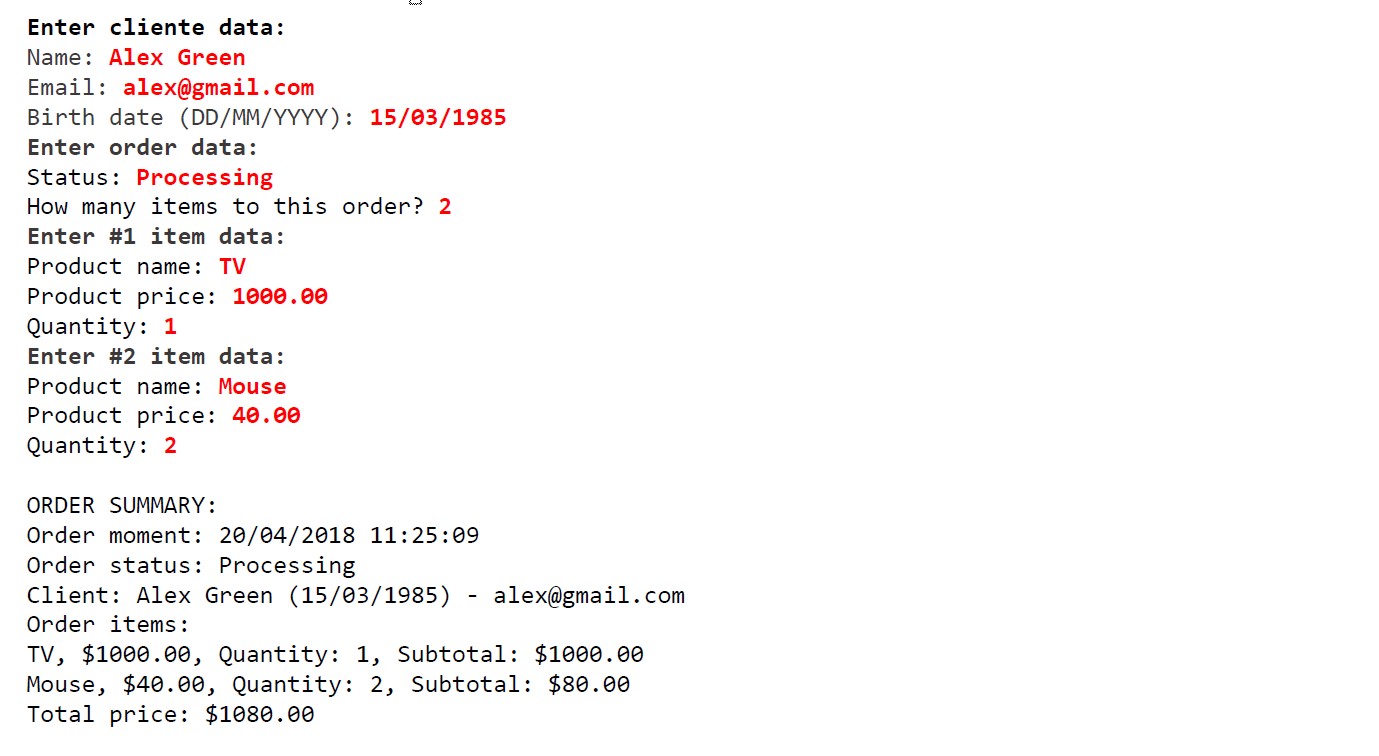 Enter cliente data:
Name: Alex Green
Email: alex@gmail.com
Birth date (DD/MM/YYYY): 15/03/1985
Enter order data:
Status: Processing
How many items to this order? 2
Enter #1 item data:
Product name: TV
Product price: 1000.00
Quantity: 1
Enter #2 item data:
Product name: Mouse
Product price: 40.00
Quantity: 2

ORDER SUMMARY:
Order moment: 20/04/2018 11:25:09
Order status: Processing
Client: Alex Green (15/03/1985) - alex@gmail.com
Order items:
TV, $1000.00, Quantity: 1, Subtotal: $1000.00
Mouse, $40.00, Quantity: 2, Subtotal: $80.00
Total price: $1080.00